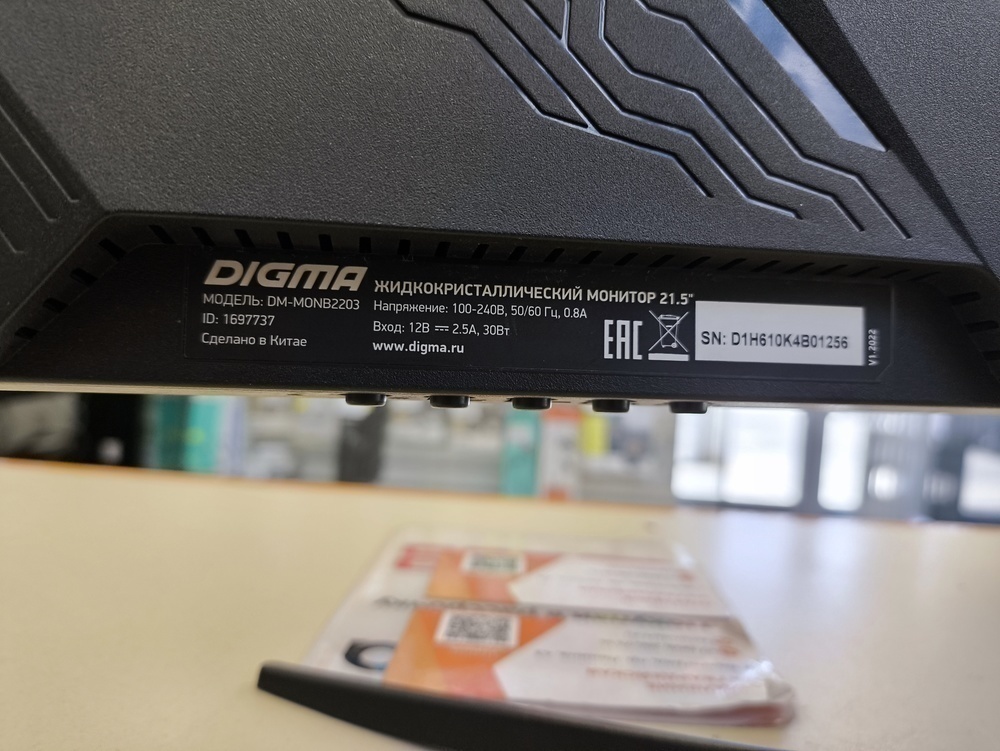 DIGMA
МОДЕЛЬ: DM-MONB2203
ID: 1697737
Сделано в Китае
ЖИДКОКРИСТАЛЛИЧЕСКИЙ МОНИТОР 21.5"
Напряжение: 100-240В, 50/60 Гц, 0.8А
Вход: 12В ⎓ 2.5А, 30Вт
www.digma.ru
EAC
SN: D1H610K4B01256
V1.2022